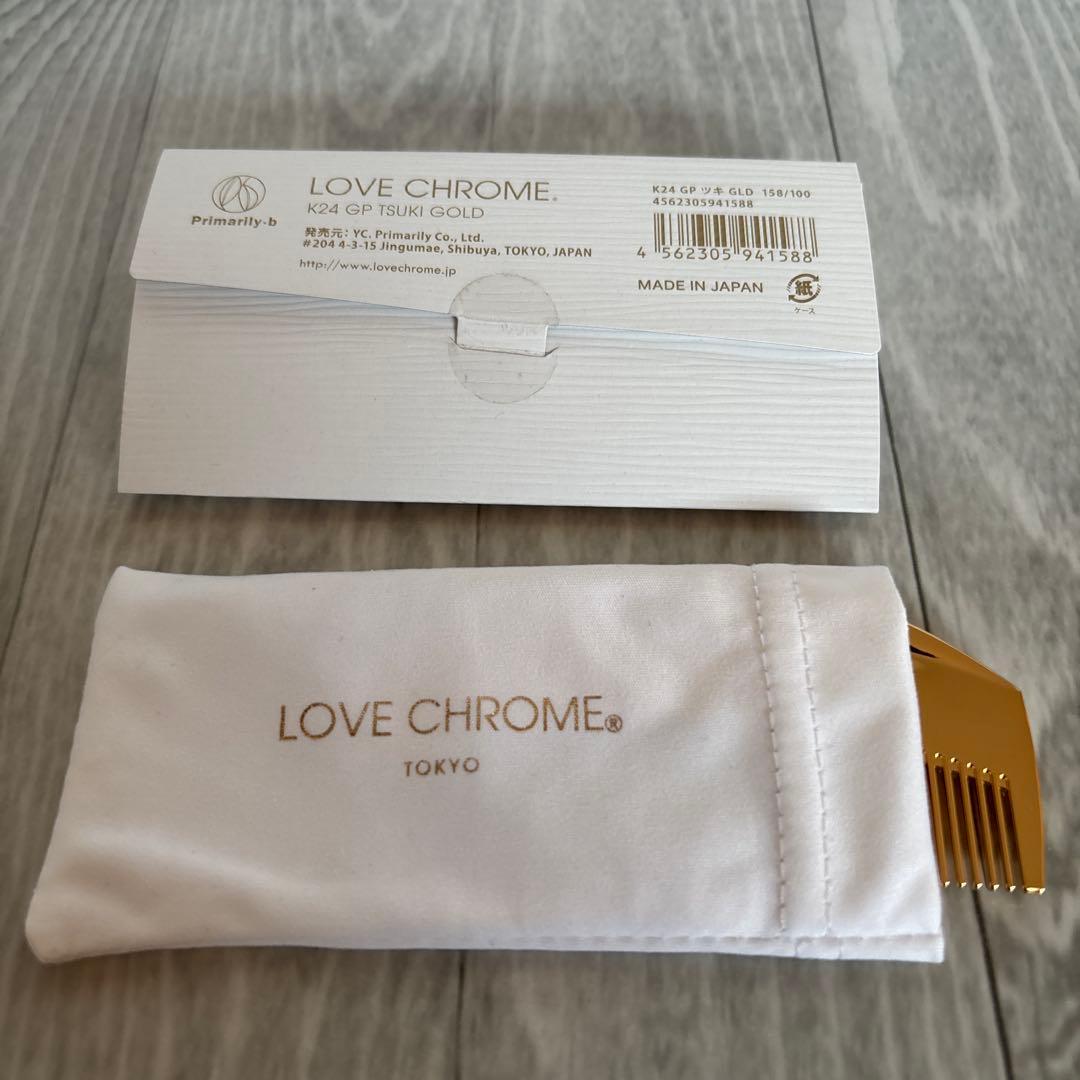 Primarily-b
LOVE CHROME®
K24 GP TSUKI GOLD
発売元: YC. Primarily Co., Ltd.
#204 4-3-15 Jingumae, Shibuya, TOKYO, JAPAN
http://www.lovechrome.jp
K24 GP ツキ GLD 158/100
4562305941588
4 562305 941588
MADE IN JAPAN
紙
ケース
LOVE CHROME®
TOKYO